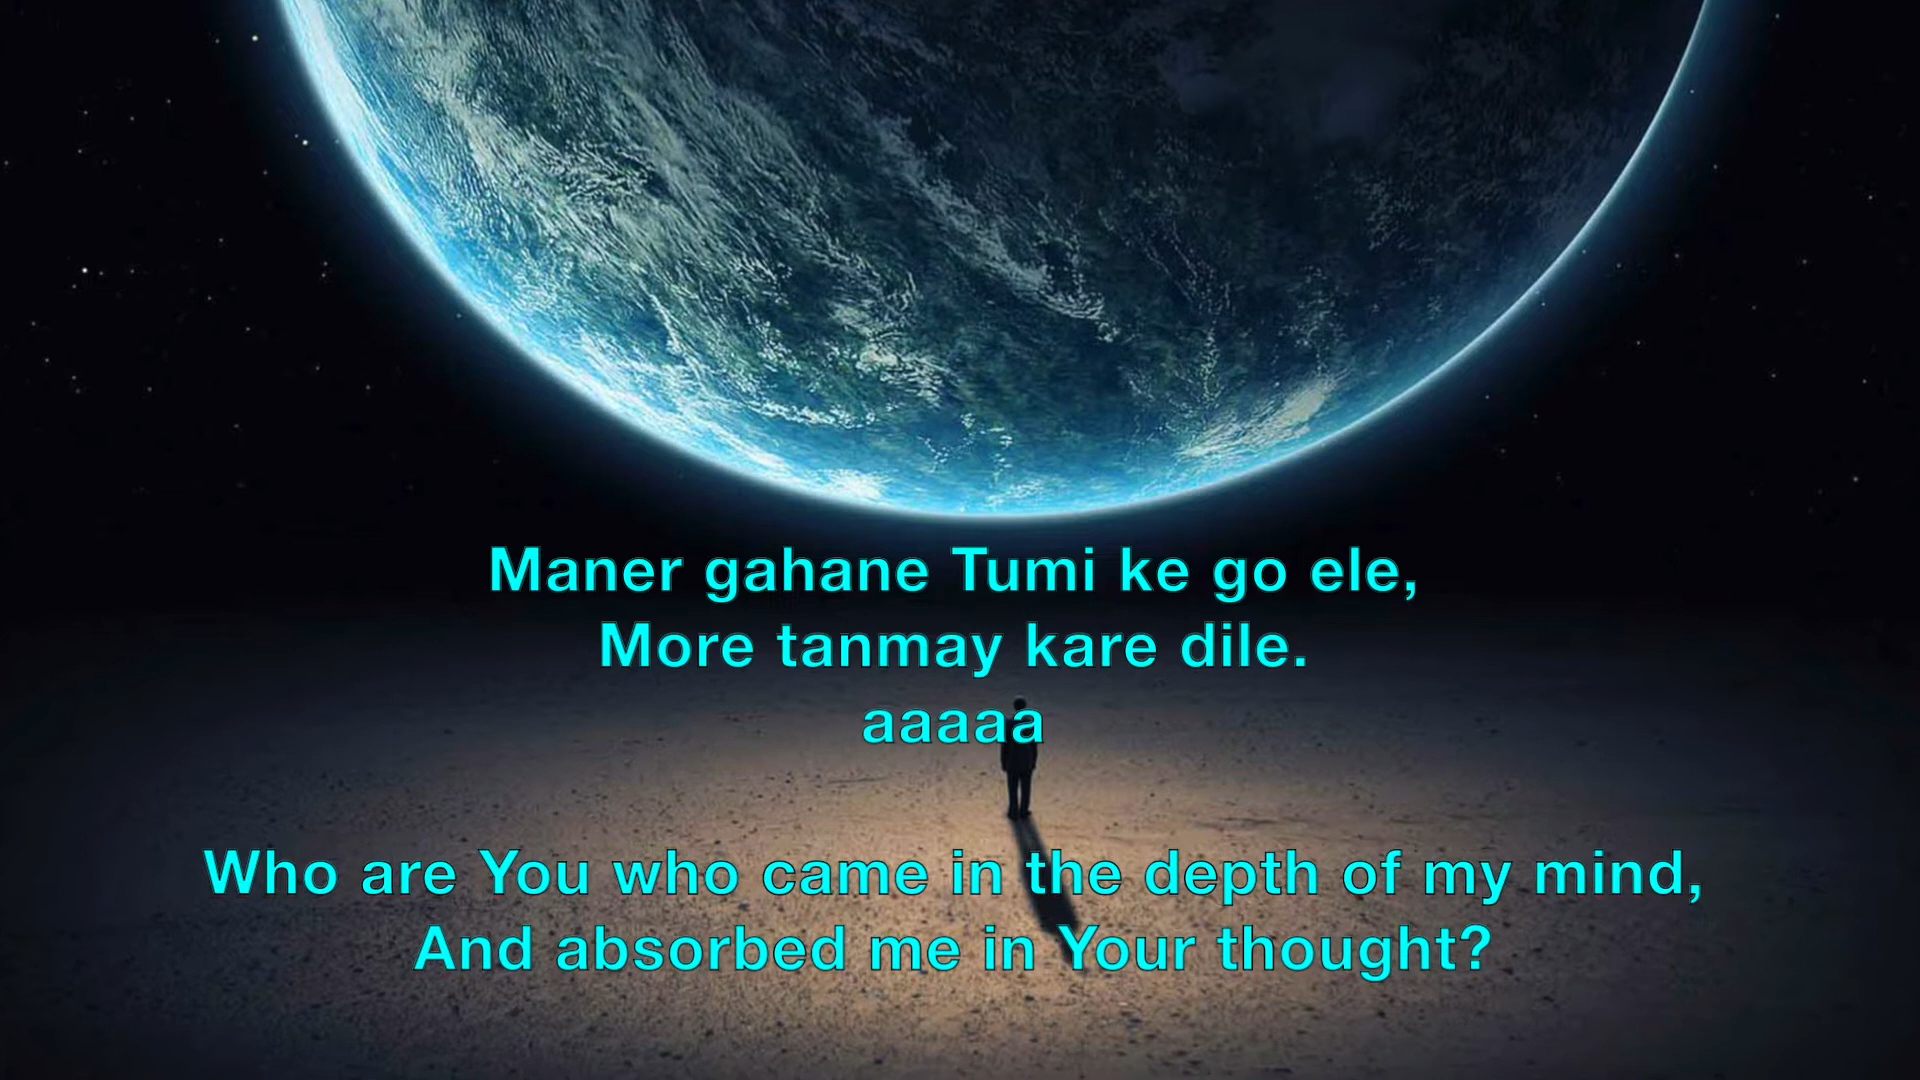 Maner gahane Tumi ke go ele,
More tanmay kare dile.
aaaaa
Who are You who came in the depth of my mind,
And absorbed me in Your thought?